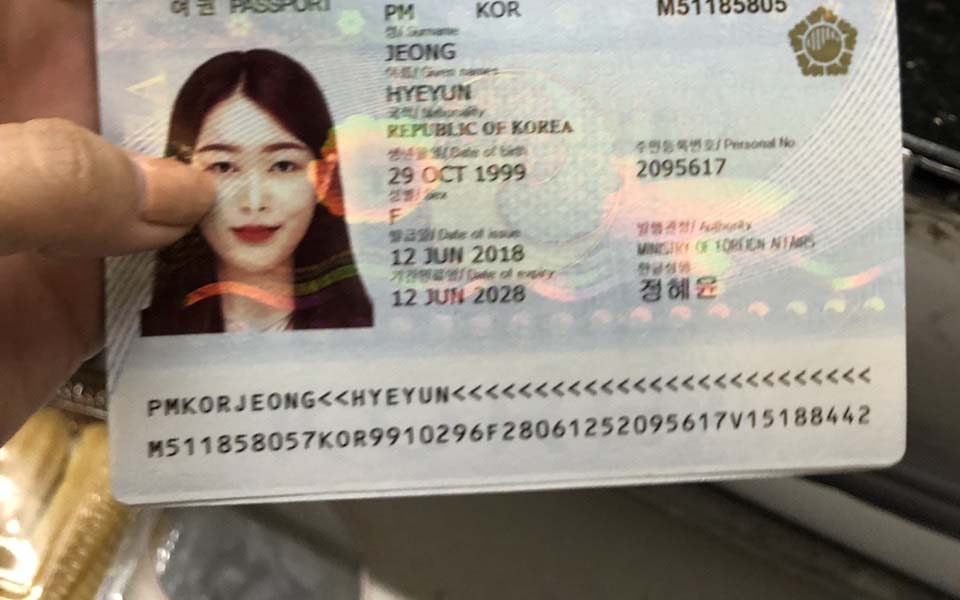 여권 PASSPORT PM KOR M51185805
성/ Surname
JEONG
이름/ Given names
HYEYUN
국적/ Nationality
REPUBLIC OF KOREA
생년월일/ Date of birth 주민등록번호/ Personal No
29 OCT 1999 2095617
성별/ Sex
F
발급일/ Date of issue 발행관청/ Authority
12 JUN 2018 MINISTRY OF FOREIGN AFFAIRS
기간만료일/ Date of expiry 한글성명
12 JUN 2028 정혜윤
PMKORJEONG<<HYEYUN<<<<<<<<<<<<<<<<<<<<<<<<<<
M511858057KOR9910296F28061252095617V15188442